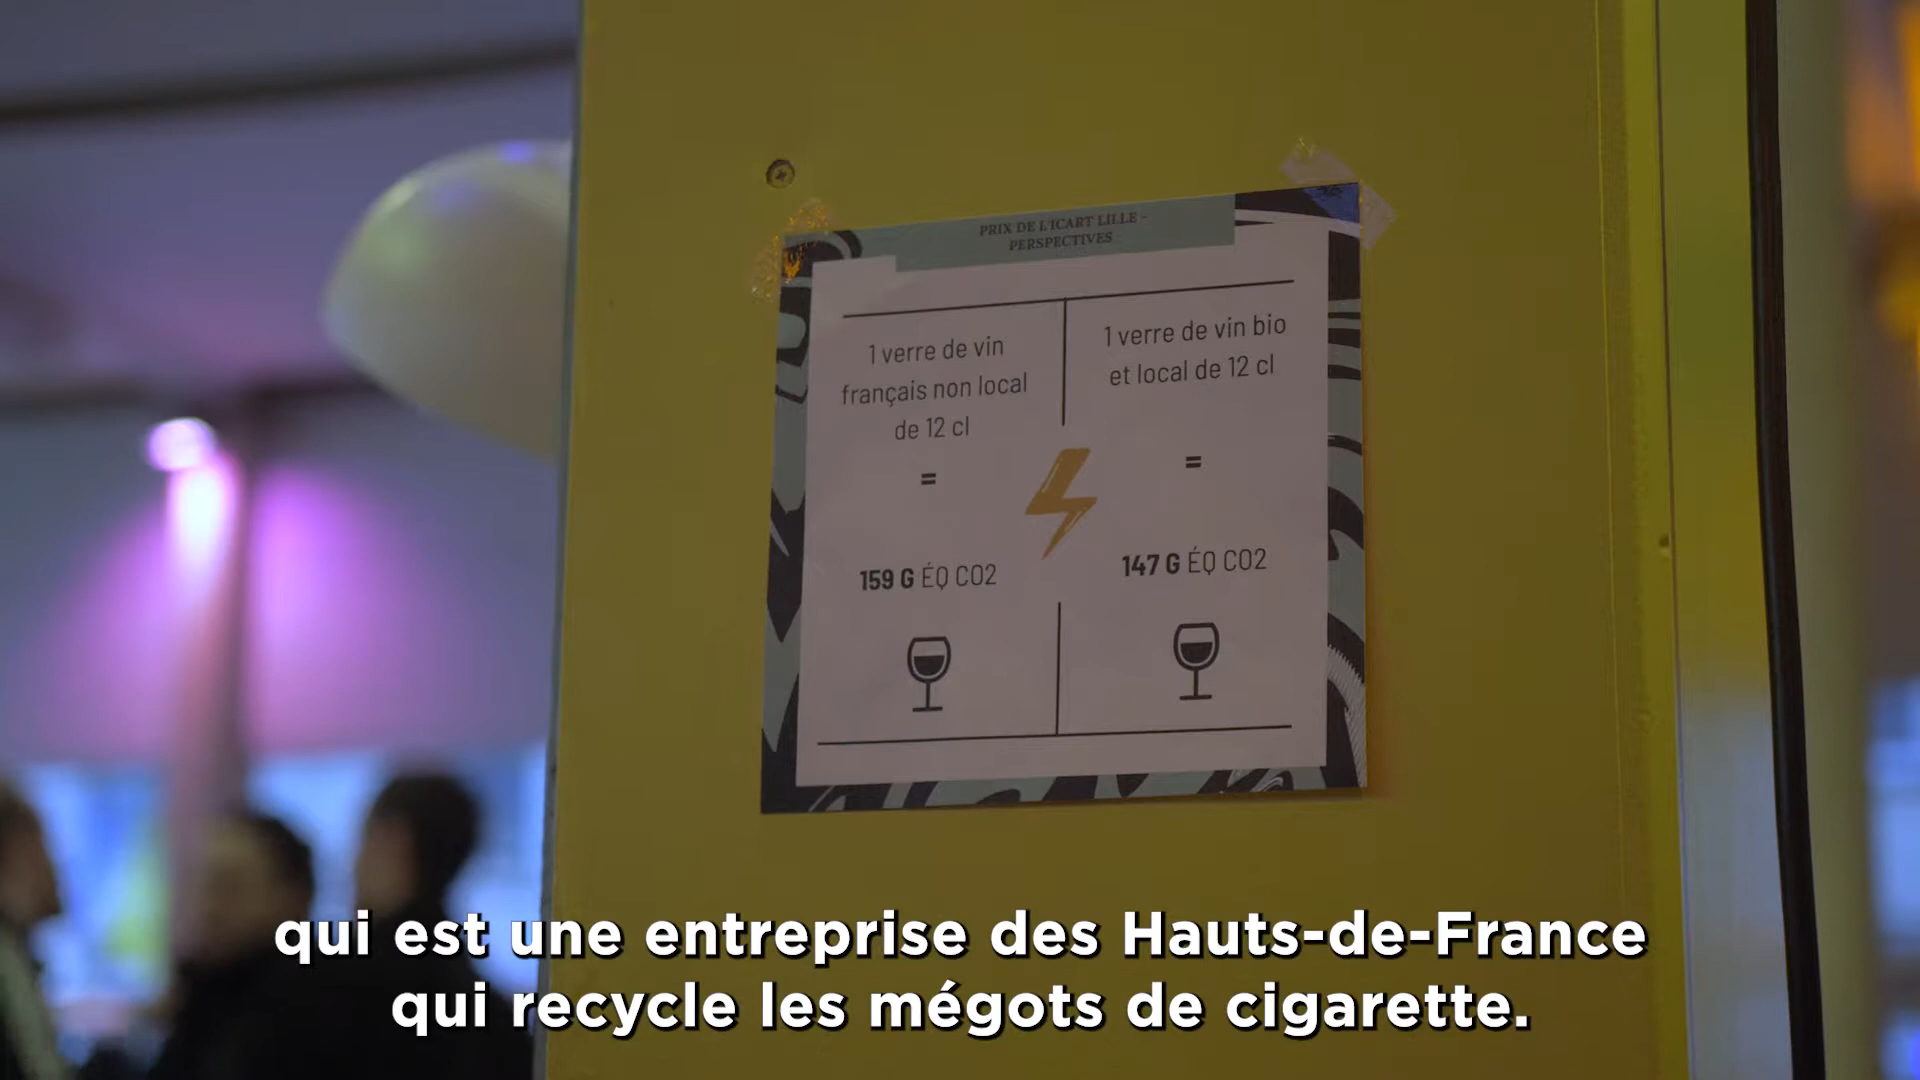 PRIX DE L'ICART LILLE -
PERSPECTIVES
1 verre de vin
français non local
de 12 cl
=
159 G ÉQ CO2
1 verre de vin bio
et local de 12 cl
=
147 G ÉQ CO2
qui est une entreprise des Hauts-de-France
qui recycle les mégots de cigarette.